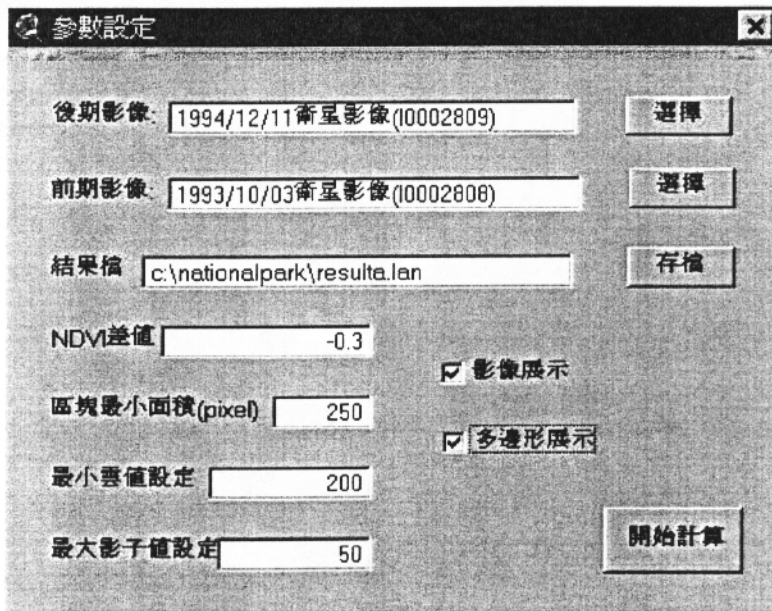 參數設定
後期影像: 1994/12/11衛星影像(I0002809) 選擇
前期影像: 1993/10/03衛星影像(I0002808) 選擇
結果檔 c:\nationalpark\resulta.lan 存檔
NDVI差值 -0.3
影像展示
區塊最小面積(pixel) 250
多邊形展示
最小雲值設定 200
最大影子值設定 50
開始計算